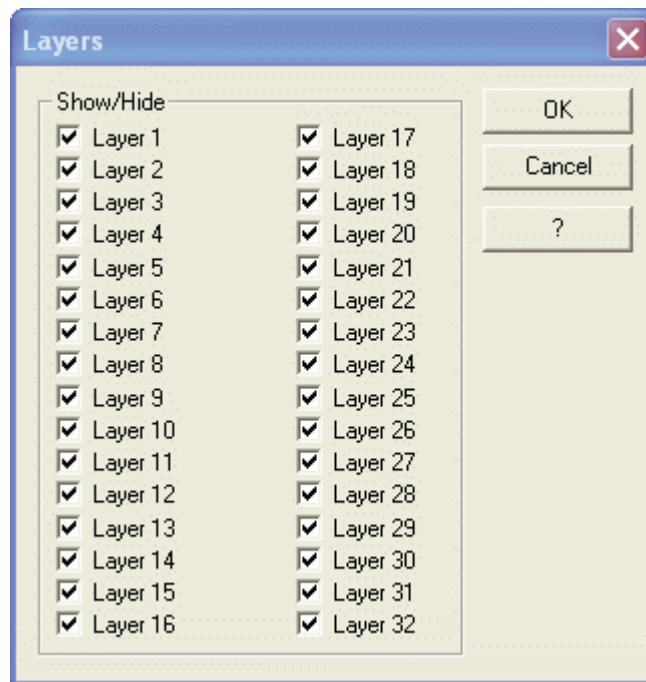 Layers
Show/Hide
Layer 1
Layer 2
Layer 3
Layer 4
Layer 5
Layer 6
Layer 7
Layer 8
Layer 9
Layer 10
Layer 11
Layer 12
Layer 13
Layer 14
Layer 15
Layer 16
Layer 17
Layer 18
Layer 19
Layer 20
Layer 21
Layer 22
Layer 23
Layer 24
Layer 25
Layer 26
Layer 27
Layer 28
Layer 29
Layer 30
Layer 31
Layer 32
OK
Cancel
?